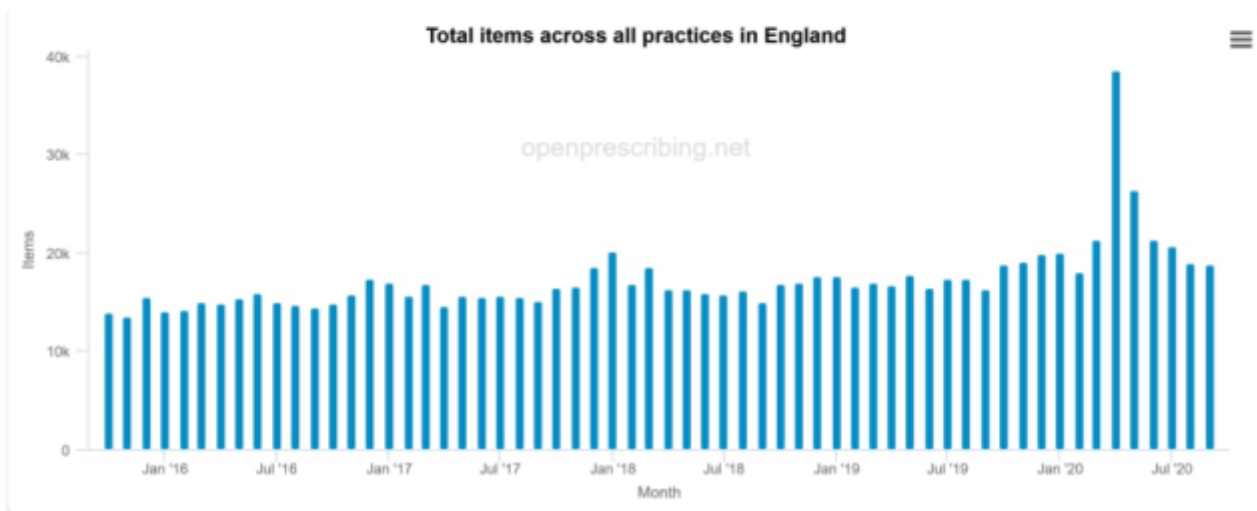 Total items across all practices in England
openprescribing.net
Items
40k
30k
20k
10k
0
Jan '16
Jul '16
Jan '17
Jul '17
Jan '18
Jul '18
Jan '19
Jul '19
Jan '20
Jul '20
Month